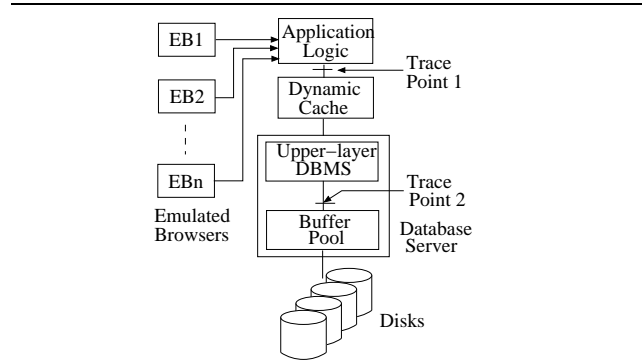 EB1
EB2
EBn
Emulated
Browsers
Application
Logic
Trace
Point 1
Dynamic
Cache
Upper−layer
DBMS
Trace
Point 2
Buffer
Pool
Database
Server
Disks